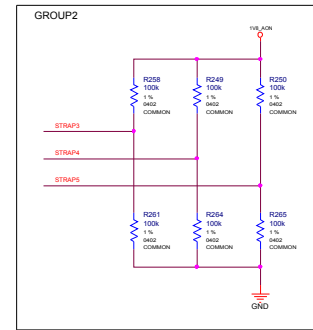 GROUP2
1V8_AON
R258
100k
1 %
0402
COMMON
R249
100k
1 %
0402
COMMON
R250
100k
1 %
0402
COMMON
STRAP3
STRAP4
STRAP5
R261
100k
1 %
0402
COMMON
R264
100k
1 %
0402
COMMON
R265
100k
1 %
0402
COMMON
GND